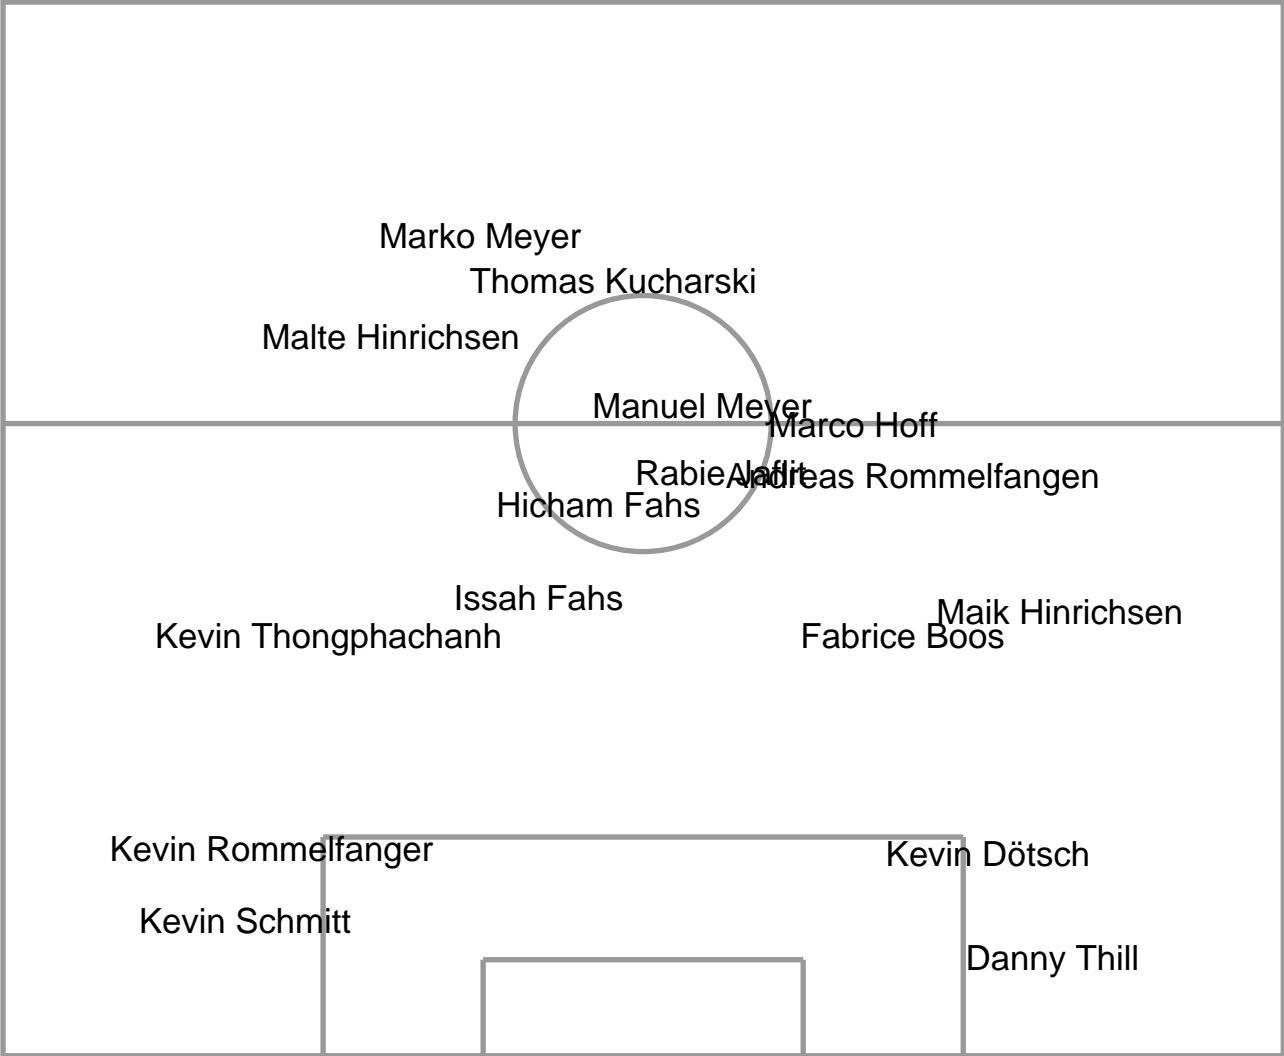 Marko Meyer
Thomas Kucharski
Malte Hinrichsen
Manuel Meyer
Marco Hoff
Rabie
Andreas Rommelfangen
Hicham Fahs
Issah Fahs
Maik Hinrichsen
Kevin Thongphachanh
Fabrice Boos
Kevin Rommelfanger
Kevin Dötsch
Kevin Schmitt
Danny Thill